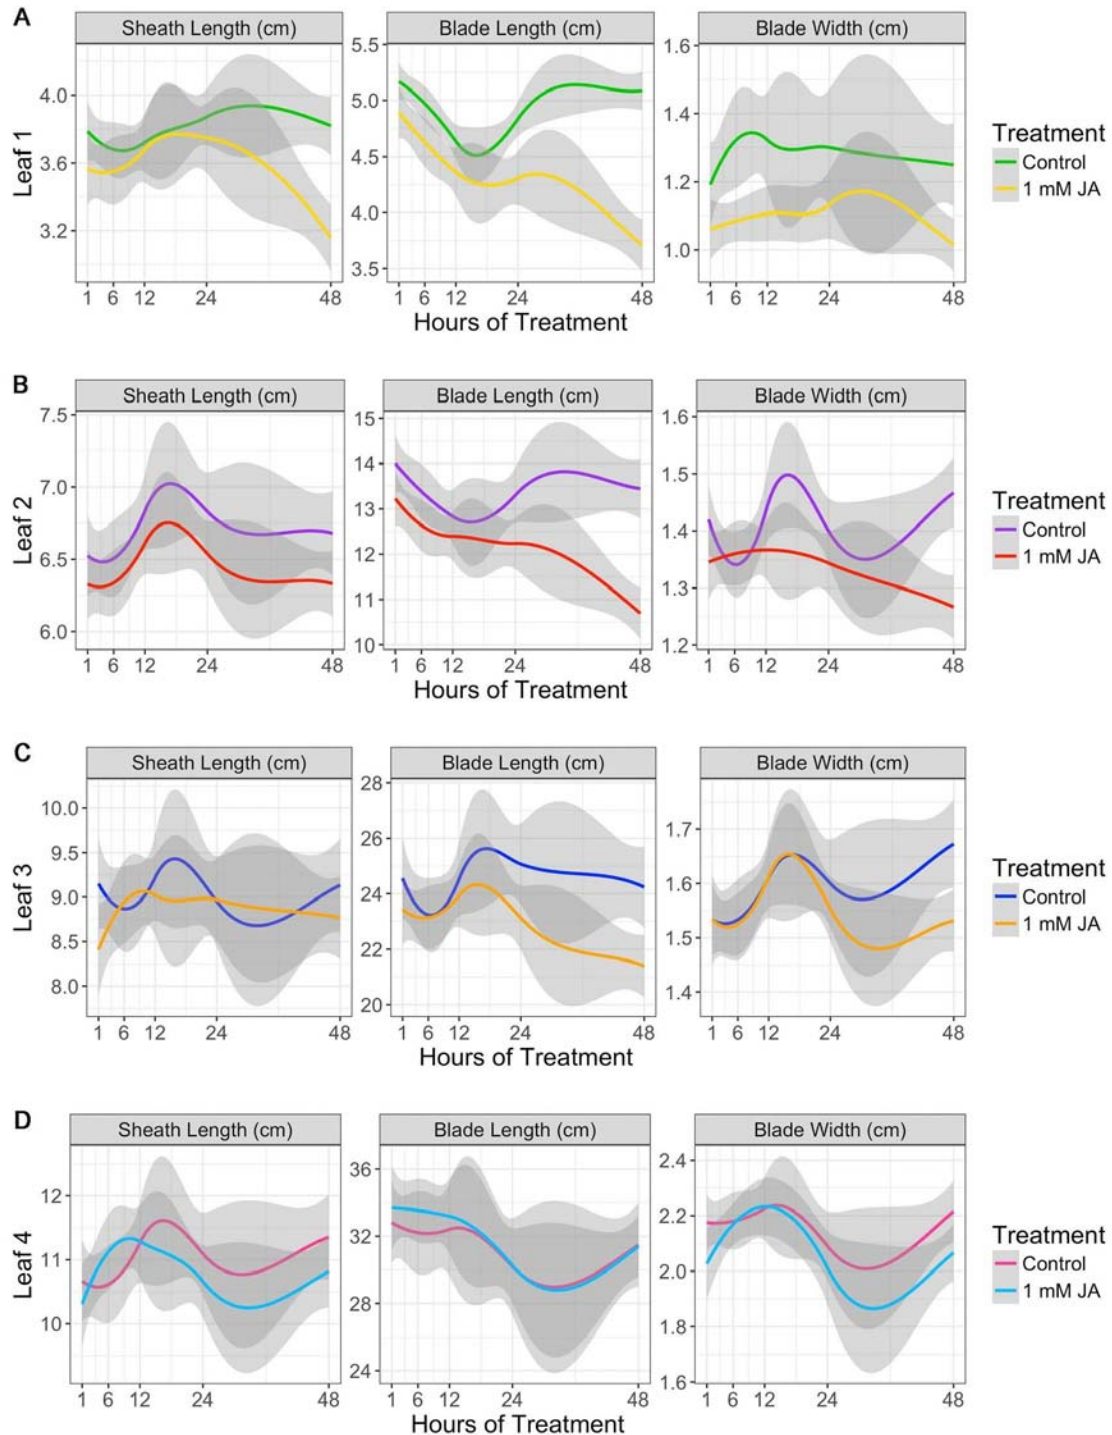 A
Sheath Length (cm)
Blade Length (cm)
Blade Width (cm)
Leaf 1
4.0
3.6
3.2
5.5
5.0
4.5
4.0
3.5
1.6
1.4
1.2
1.0
1 6 12 24 48
1 6 12 24 48
1 6 12 24 48
Hours of Treatment
Treatment
Control
1 mM JA
B
Sheath Length (cm)
Blade Length (cm)
Blade Width (cm)
Leaf 2
7.5
7.0
6.5
6.0
15
14
13
12
11
10
1.6
1.5
1.4
1.3
1.2
1 6 12 24 48
1 6 12 24 48
1 6 12 24 48
Hours of Treatment
Treatment
Control
1 mM JA
C
Sheath Length (cm)
Blade Length (cm)
Blade Width (cm)
Leaf 3
10.0
9.5
9.0
8.5
8.0
28
26
24
22
20
1.7
1.6
1.5
1.4
1 6 12 24 48
1 6 12 24 48
1 6 12 24 48
Hours of Treatment
Treatment
Control
1 mM JA
D
Sheath Length (cm)
Blade Length (cm)
Blade Width (cm)
Leaf 4
12
11
10
36
32
28
24
2.4
2.2
2.0
1.8
1.6
1 6 12 24 48
1 6 12 24 48
1 6 12 24 48
Hours of Treatment
Treatment
Control
1 mM JA